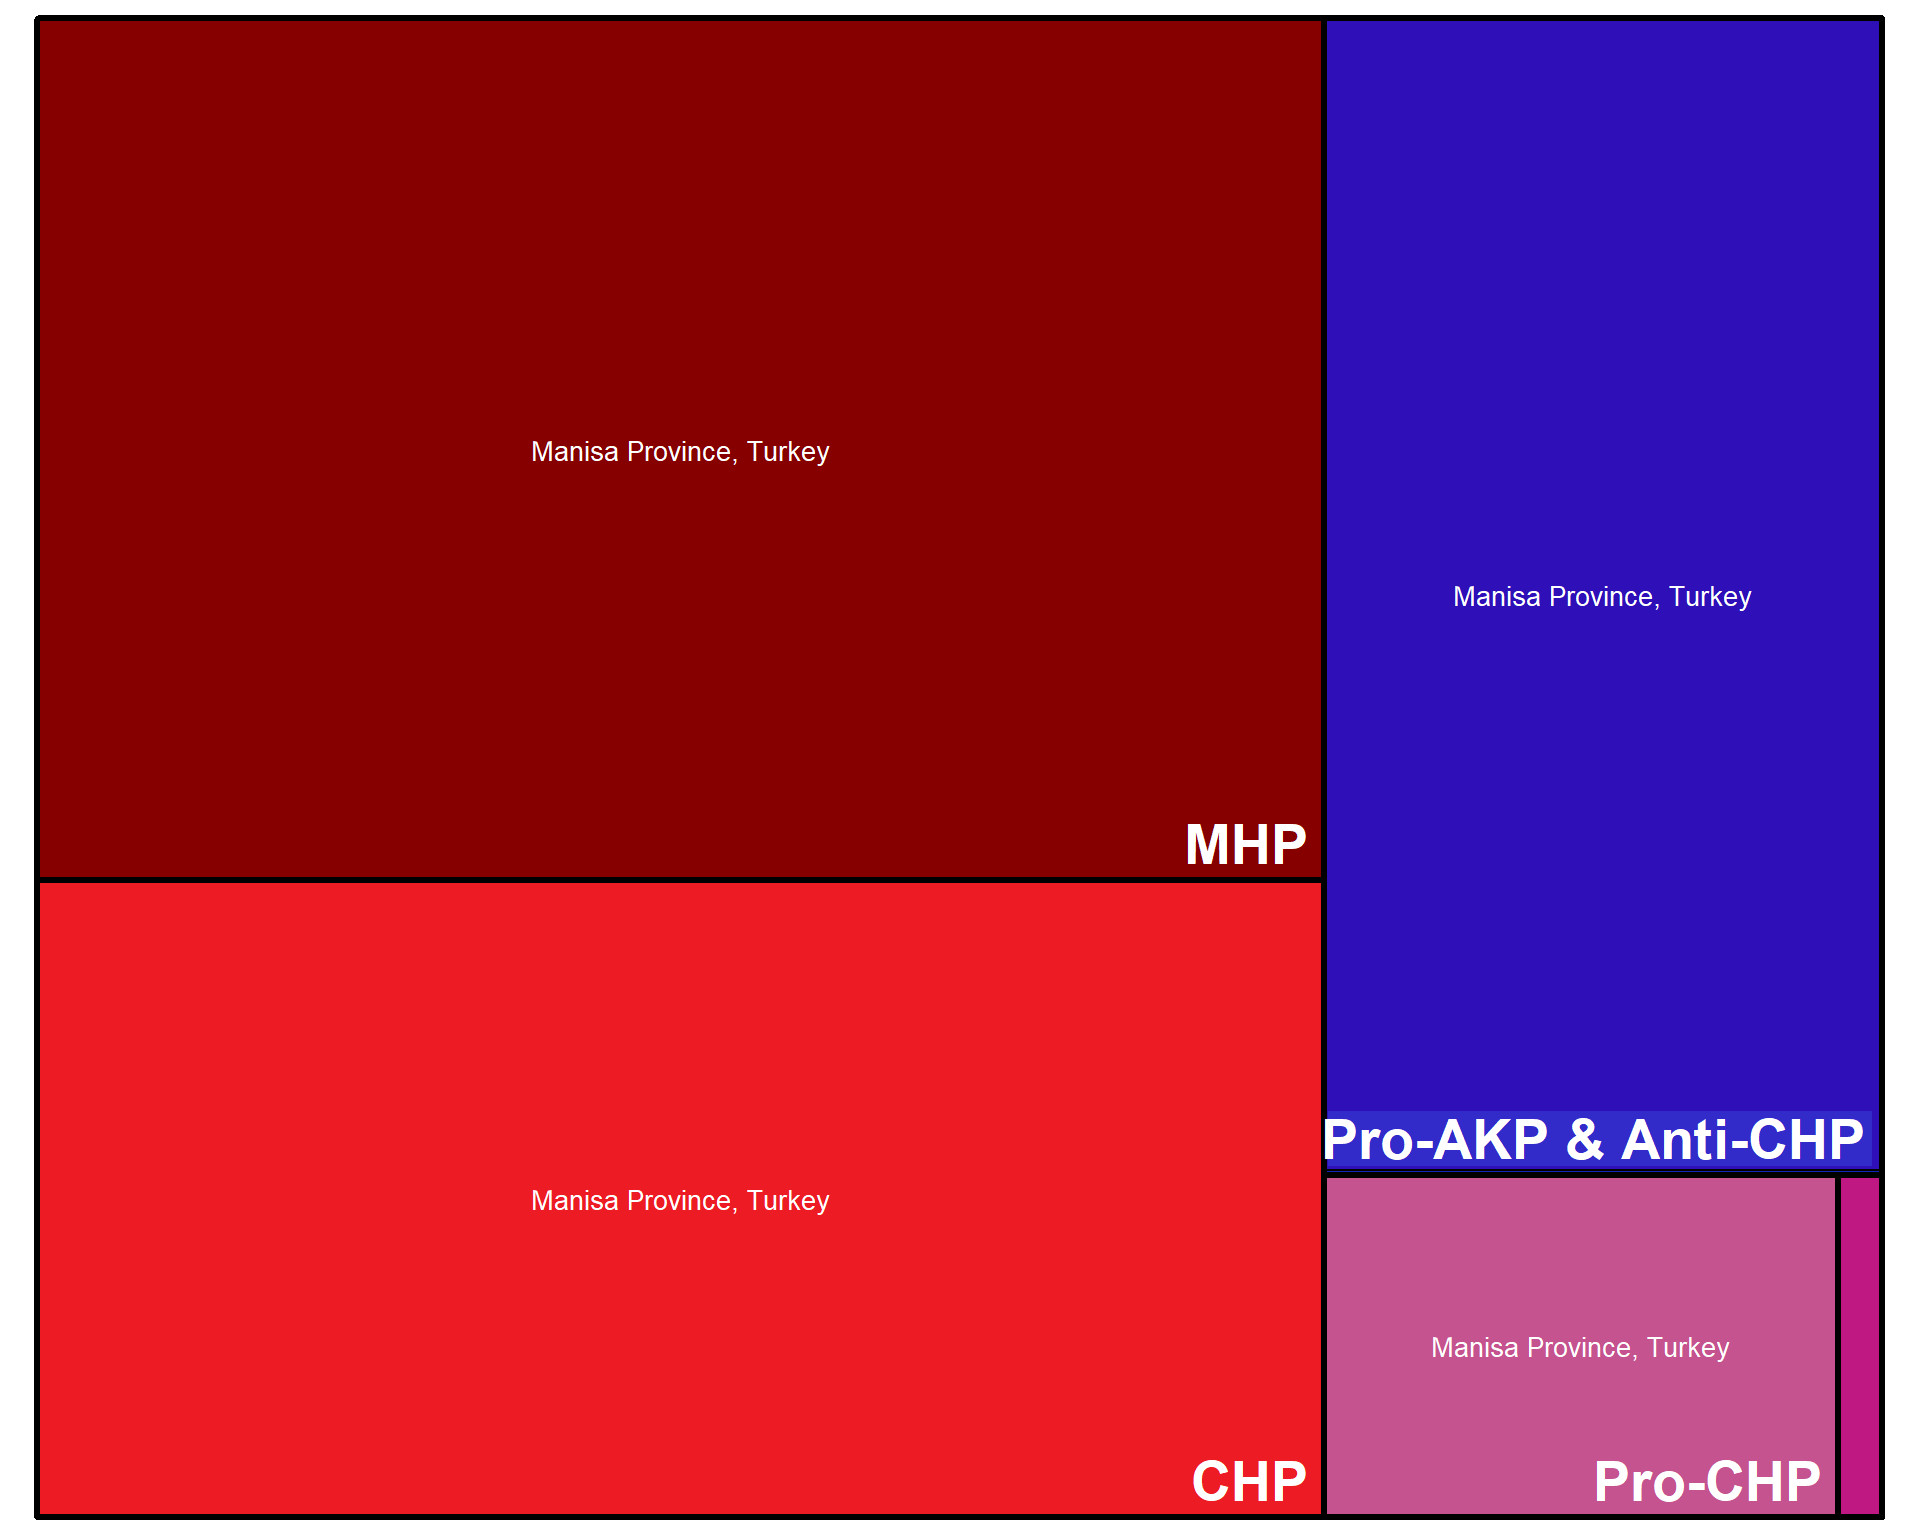 Manisa Province, Turkey
MHP
Manisa Province, Turkey
CHP
Manisa Province, Turkey
Pro-AKP & Anti-CHP
Manisa Province, Turkey
Pro-CHP